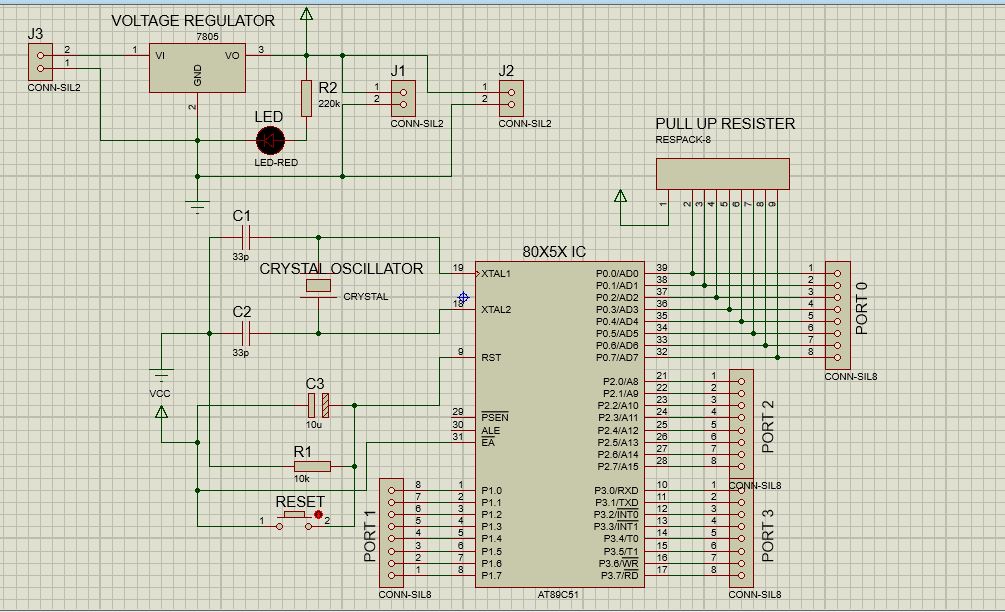 VOLTAGE REGULATOR
7805
J3
2
1
CONN-SIL2
1
VI
VO
3
GND
2
R2
220k
LED
LED-RED
J1
1
2
CONN-SIL2
J2
1
2
CONN-SIL2
PULL UP RESISTER
RESPACK-8
1
2
3
4
5
6
7
8
9
C1
33p
CRYSTAL OSCILLATOR
CRYSTAL
C2
33p
VCC
C3
10u
R1
10k
RESET
1
2
80X5X IC
19
XTAL1
18
XTAL2
9
RST
29
PSEN
30
ALE
31
EA
1
P1.0
2
P1.1
3
P1.2
4
P1.3
5
P1.4
6
P1.5
7
P1.6
8
P1.7
P0.0/AD0
39
P0.1/AD1
38
P0.2/AD2
37
P0.3/AD3
36
P0.4/AD4
35
P0.5/AD5
34
P0.6/AD6
33
P0.7/AD7
32
P2.0/A8
21
P2.1/A9
22
P2.2/A10
23
P2.3/A11
24
P2.4/A12
25
P2.5/A13
26
P2.6/A14
27
P2.7/A15
28
P3.0/RXD
10
P3.1/TXD
11
P3.2/INT0
12
P3.3/INT1
13
P3.4/T0
14
P3.5/T1
15
P3.6/WR
16
P3.7/RD
17
AT89C51
1
2
3
4
5
6
7
8
PORT 0
CONN-SIL8
1
2
3
4
5
6
7
8
PORT 2
CONN-SIL8
1
2
3
4
5
6
7
8
PORT 3
CONN-SIL8
8
7
6
5
4
3
2
1
PORT 1
CONN-SIL8